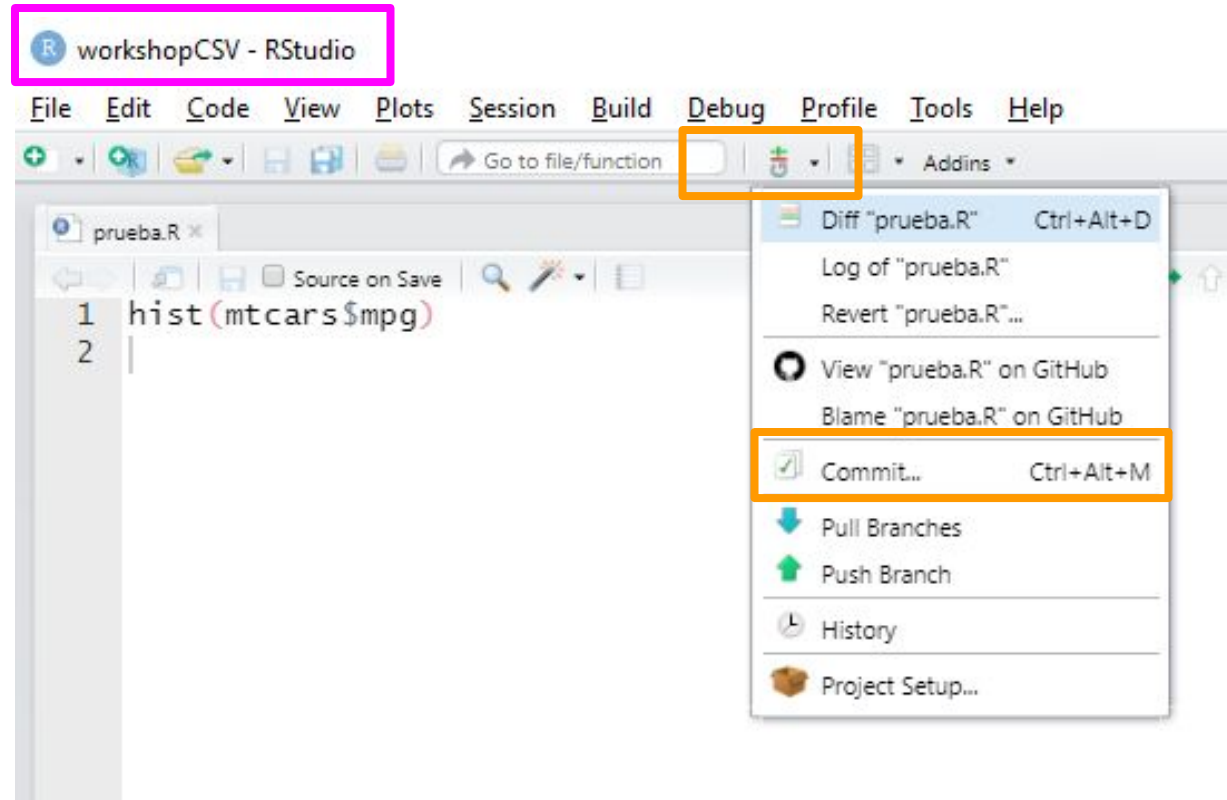 R workshopCSV - RStudio
File Edit Code View Plots Session Build Debug Profile Tools Help
Go to file/function Addins
prueba.R
Source on Save
1 hist(mtcars$mpg)
2
Diff "prueba.R" Ctrl+Alt+D
Log of "prueba.R"
Revert "prueba.R"...
View "prueba.R" on GitHub
Blame "prueba.R" on GitHub
Commit... Ctrl+Alt+M
Pull Branches
Push Branch
History
Project Setup...